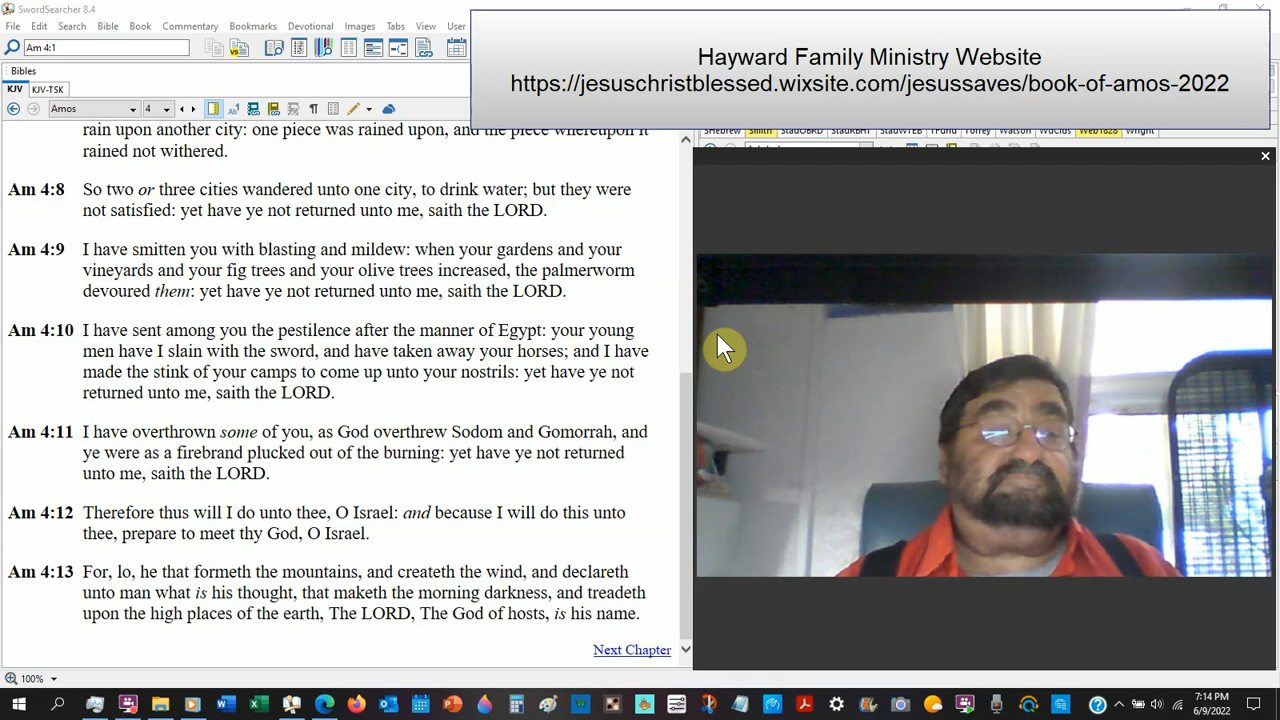 SwordSearcher 8.4
File Edit Search Bible Book Commentary Bookmarks Devotional Images Tabs View User
Am 4:1
Hayward Family Ministry Website
https://jesuschristblessed.wixsite.com/jesussaves/book-of-amos-2022
Bibles
KJV KJV-TSK
Amos 4
SHebrew Smith StauOBRD StauRBHT StauWTEB TFund Torrey Watson WdClds Web1828 Wright
rain upon another city: one piece was rained upon, and the piece whereupon it
rained not withered.
Am 4:8 So two or three cities wandered unto one city, to drink water; but they were
not satisfied: yet have ye not returned unto me, saith the LORD.
Am 4:9 I have smitten you with blasting and mildew: when your gardens and your
vineyards and your fig trees and your olive trees increased, the palmerworm
devoured them: yet have ye not returned unto me, saith the LORD.
Am 4:10 I have sent among you the pestilence after the manner of Egypt: your young
men have I slain with the sword, and have taken away your horses; and I have
made the stink of your camps to come up unto your nostrils: yet have ye not
returned unto me, saith the LORD.
Am 4:11 I have overthrown some of you, as God overthrew Sodom and Gomorrah, and
ye were as a firebrand plucked out of the burning: yet have ye not returned
unto me, saith the LORD.
Am 4:12 Therefore thus will I do unto thee, O Israel: and because I will do this unto
thee, prepare to meet thy God, O Israel.
Am 4:13 For, lo, he that formeth the mountains, and createth the wind, and declareth
unto man what is his thought, that maketh the morning darkness, and treadeth
upon the high places of the earth, The LORD, The God of hosts, is his name.
Next Chapter
100%
7:14 PM
6/9/2022